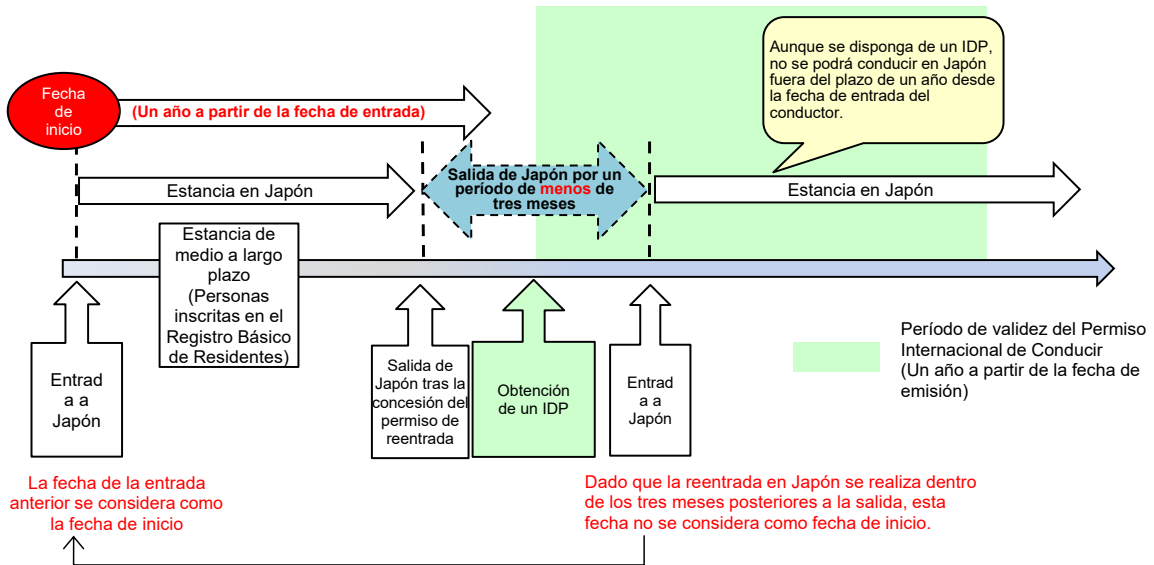 Aunque se disponga de un IDP,
no se podrá conducir en Japón
fuera del plazo de un año desde
la fecha de entrada del
conductor.
Fecha
de
inicio
(Un año a partir de la fecha de entrada)
Estancia en Japón
Salida de Japón por un
período de menos de
tres meses
Estancia en Japón
Estancia de
medio a largo
plazo
(Personas
inscritas en el
Registro Básico
de Residentes)
Entrad
a a
Japón
Salida de
Japón tras la
concesión del
permiso de
reentrada
Obtención
de un IDP
Entrad
a a
Japón
Período de validez del Permiso
Internacional de Conducir
(Un año a partir de la fecha de
emisión)
La fecha de la entrada
anterior se considera como
la fecha de inicio
Dado que la reentrada en Japón se realiza dentro
de los tres meses posteriores a la salida, esta
fecha no se considera como fecha de inicio.